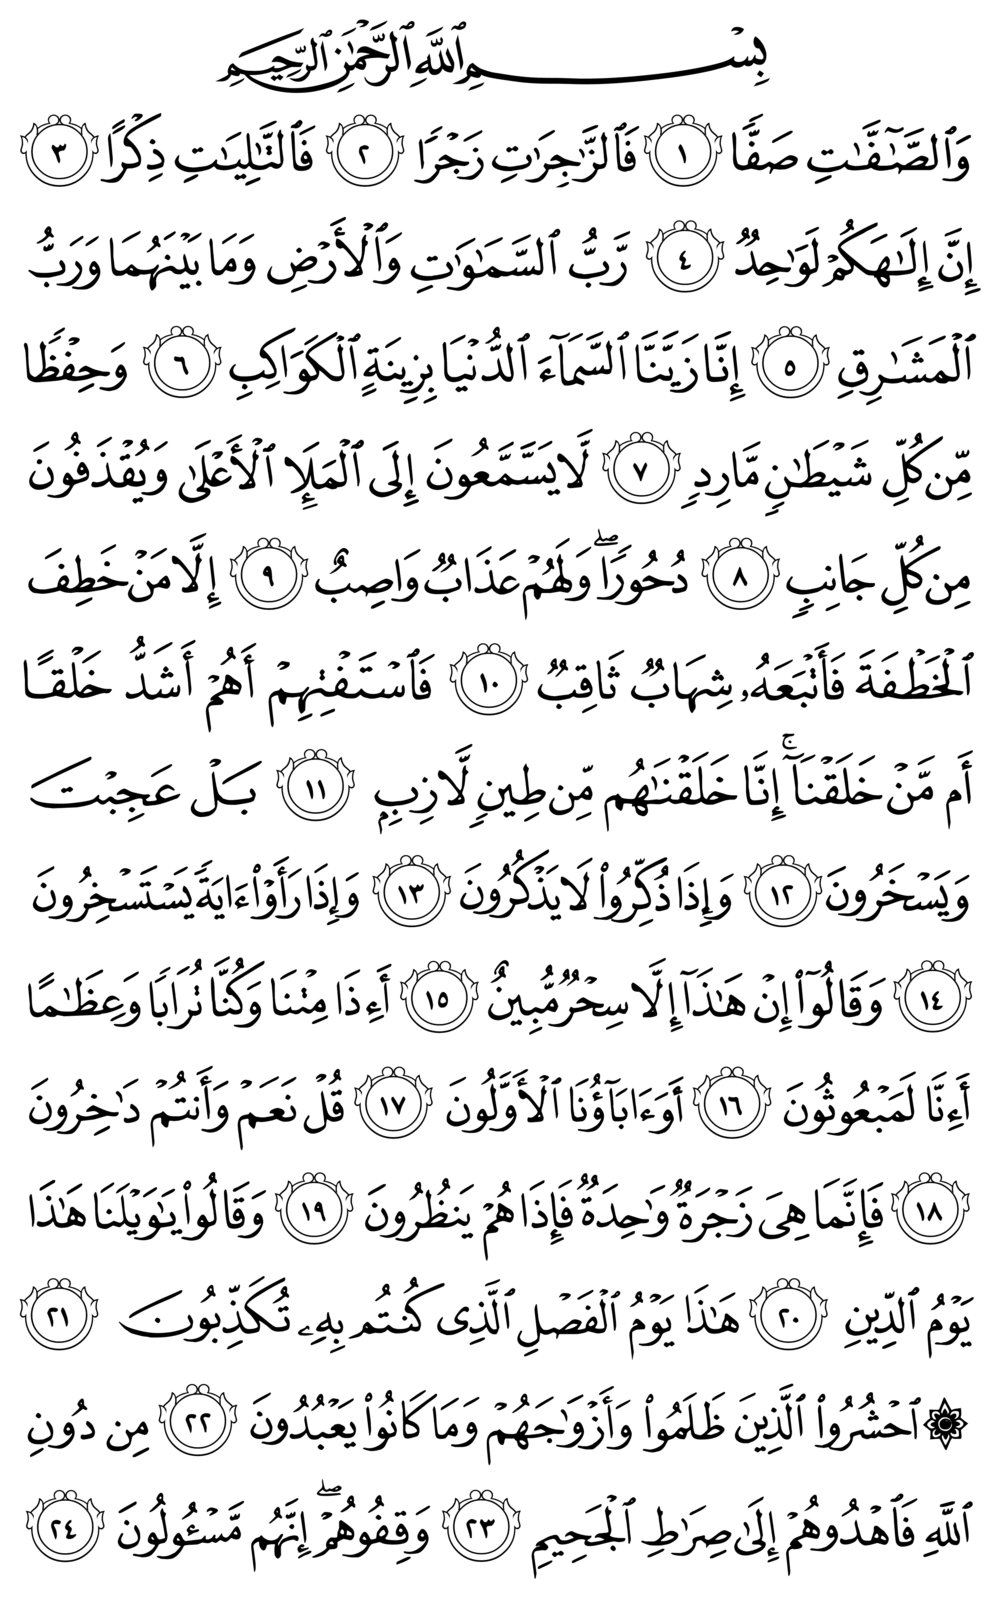 بِسْمِ ٱللَّهِ ٱلرَّحْمَٰنِ ٱلرَّحِيمِ
وَٱلصَّٰٓفَّٰتِ صَفًّا ١ فَٱلزَّٰجِرَٰتِ زَجْرًا ٢ فَٱلتَّٰلِيَٰتِ ذِكْرًا ٣
إِنَّ إِلَٰهَكُمْ لَوَٰحِدٌ ٤ رَّبُّ ٱلسَّمَٰوَٰتِ وَٱلْأَرْضِ وَمَا بَيْنَهُمَا وَرَبُّ
ٱلْمَشَٰرِقِ ٥ إِنَّا زَيَّنَّا ٱلسَّمَآءَ ٱلدُّنْيَا بِزِينَةٍ ٱلْكَوَاكِبِ ٦ وَحِفْظًا
مِّن كُلِّ شَيْطَٰنٍ مَّارِدٍ ٧ لَّا يَسَّمَّعُونَ إِلَى ٱلْمَلَإِ ٱلْأَعْلَىٰ وَيُقْذَفُونَ
مِن كُلِّ جَانِبٍ ٨ دُحُورًا ۖ وَلَهُمْ عَذَابٌ وَاصِبٌ ٩ إِلَّا مَنْ خَطِفَ
ٱلْخَطْفَةَ فَأَتْبَعَهُۥ شِهَابٌ ثَاقِبٌ ١٠ فَٱسْتَفْتِهِمْ أَهُمْ أَشَدُّ خَلْقًا
أَم مَّنْ خَلَقْنَآ ۚ إِنَّا خَلَقْنَٰهُم مِّن طِينٍ لَّازِبٍۭ ١١ بَلْ عَجِبْتَ
وَيَسْخَرُونَ ١٢ وَإِذَا ذُكِّرُوا۟ لَا يَذْكُرُونَ ١٣ وَإِذَا رَأَوْا۟ ءَايَةً يَسْتَسْخِرُونَ
١٤ وَقَالُوٓا۟ إِنْ هَٰذَآ إِلَّا سِحْرٌ مُّبِينٌ ١٥ أَءِذَا مِتْنَا وَكُنَّا تُرَابًا وَعِظَٰمًا
أَءِنَّا لَمَبْعُوثُونَ ١٦ أَوَءَابَآؤُنَا ٱلْأَوَّلُونَ ١٧ قُلْ نَعَمْ وَأَنتُمْ دَٰخِرُونَ
١٨ فَإِنَّمَا هِىَ زَجْرَةٌ وَٰحِدَةٌ فَإِذَا هُمْ يَنظُرُونَ ١٩ وَقَالُوا۟ يَٰوَيْلَنَا هَٰذَا
يَوْمُ ٱلدِّينِ ٢٠ هَٰذَا يَوْمُ ٱلْفَصْلِ ٱلَّذِى كُنتُم بِهِۦ تُكَذِّبُونَ ٢١
۞ ٱحْشُرُوا۟ ٱلَّذِينَ ظَلَمُوا۟ وَأَزْوَٰجَهُمْ وَمَا كَانُوا۟ يَعْبُدُونَ ٢٢ مِن دُونِ
ٱللَّهِ فَٱهْدُوهُمْ إِلَىٰ صِرَٰطِ ٱلْجَحِيمِ ٢٣ وَقِفُوهُمْ ۖ إِنَّهُم مَّسْـُٔولُونَ ٢٤